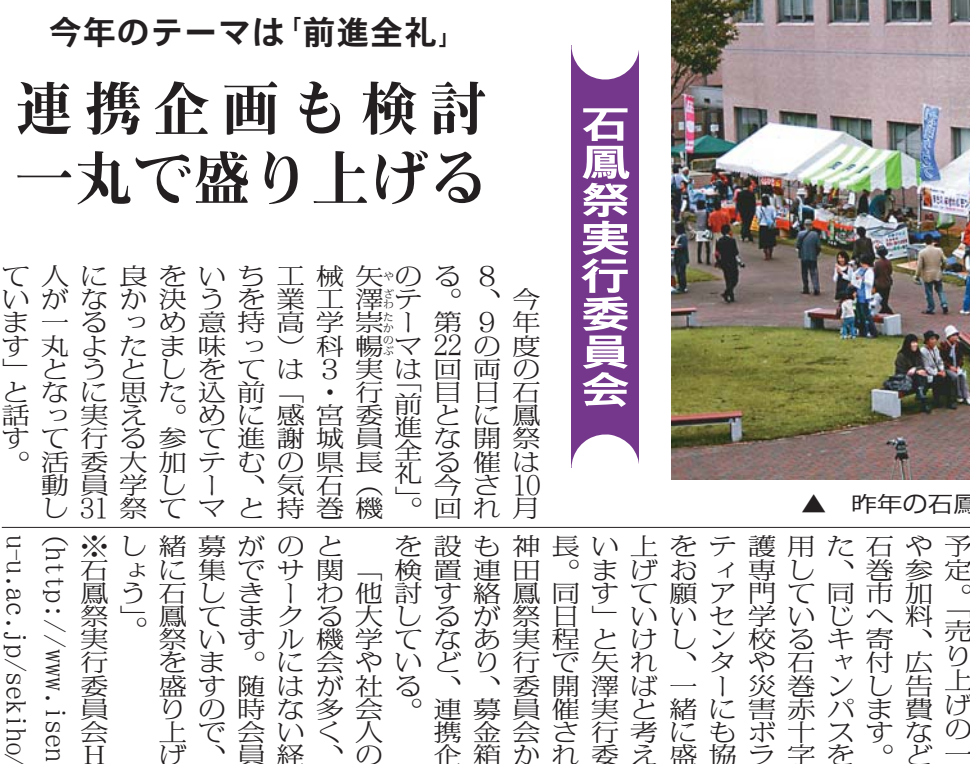 今年のテーマは「前進全礼」
連携企画も検討
一丸で盛り上げる
石鳳祭実行委員会
今年度の石鳳祭は10月
8、9の両日に開催され
る。第22回目となる今回
のテーマは「前進全礼」。
矢澤崇暢実行委員長（機
やざわたかのぶ
械工学科3・宮城県石巻
工業高）は「感謝の気持
ちを持って前に進む、と
いう意味を込めてテーマ
を決めました。参加して
良かったと思える大学祭
になるように実行委員31
人が一丸となって活動し
ています」と話す。
▲ 昨年の石鳳
予定。「売り上げの一
や参加料、広告費など
石巻市へ寄付します。
た、同じキャンパスを
用している石巻赤十字
護専門学校や災害ボラ
ティアセンターにも協
をお願いし、一緒に盛
上げていければと考え
います」と矢澤実行委
長。同日程で開催され
神田鳳祭実行委員会か
も連絡があり、募金箱
設置するなど、連携企
を検討している。
「他大学や社会人の
と関わる機会が多く、
のサークルにはない経
ができます。随時会員
募集していますので、
緒に石鳳祭を盛り上げ
しょう」。
※石鳳祭実行委員会H
(http://www.isen
u-u.ac.jp/sekiho/